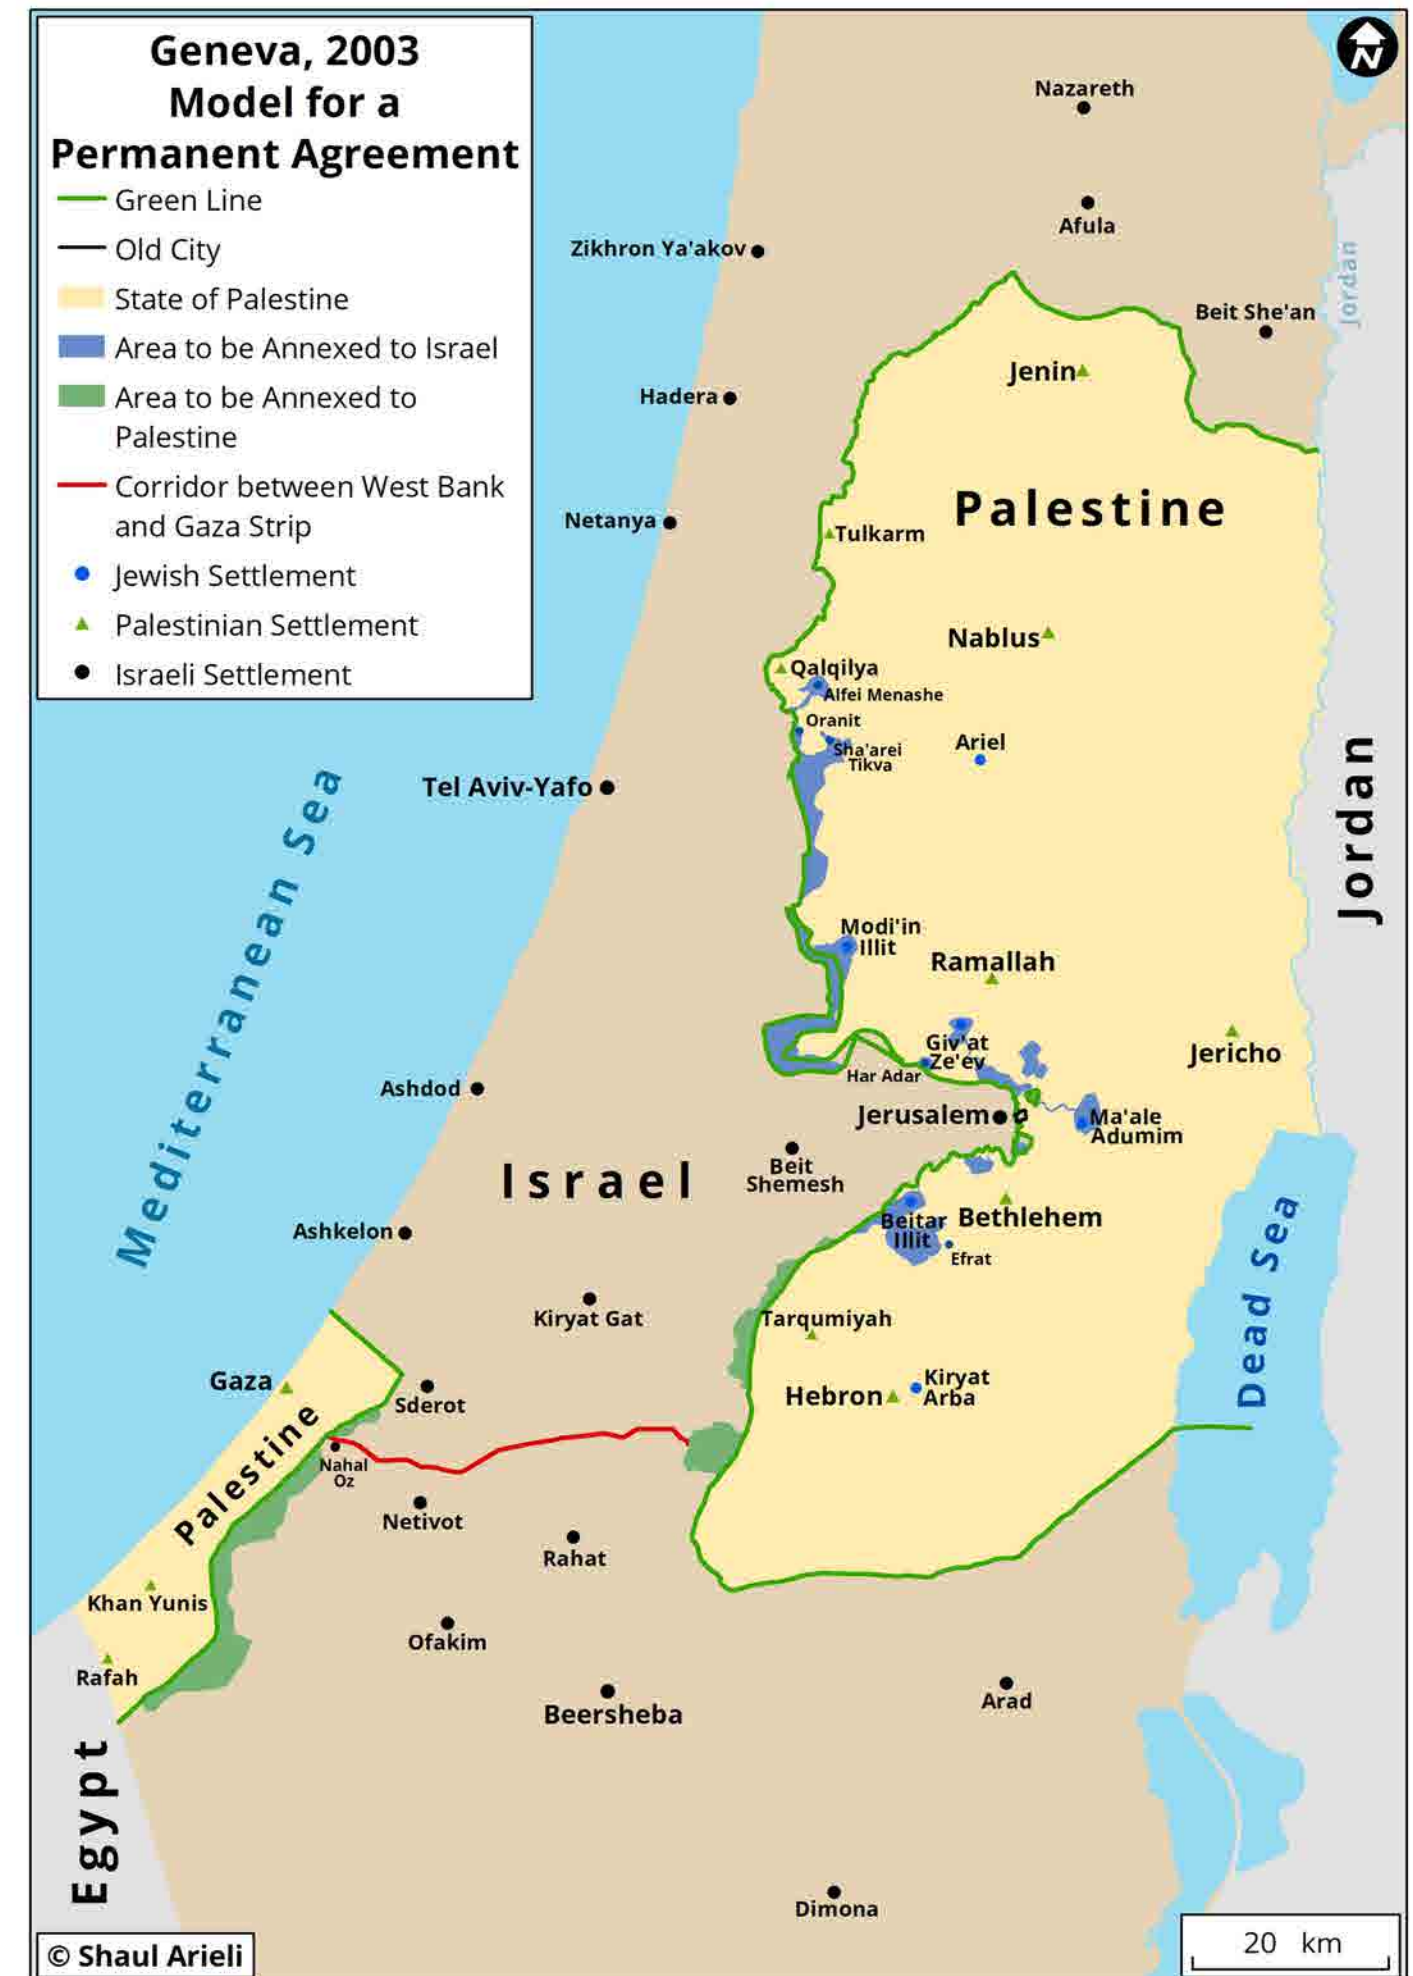 Geneva, 2003
Model for a
Permanent Agreement
Green Line
Old City
State of Palestine
Area to be Annexed to Israel
Area to be Annexed to
Palestine
Corridor between West Bank
and Gaza Strip
Jewish Settlement
Palestinian Settlement
Israeli Settlement
N
Nazareth
Afula
Zikhron Ya'akov
Jordan
Beit She'an
Jenin
Hadera
Palestine
Netanya
Tulkarm
Nablus
Qalqilya
Alfei Menashe
Oranit
Sha'arei
Tikva
Ariel
Tel Aviv-Yafo
Mediterranean Sea
Jordan
Modi'in
Illit
Ramallah
Giv'at
Ze'ev
Jericho
Har Adar
Ashdod
Jerusalem
Ma'ale
Adumim
Israel
Beit
Shemesh
Ashkelon
Beitar
Illit
Bethlehem
Efrat
Dead Sea
Kiryat Gat
Tarqumiyah
Gaza
Sderot
Hebron
Kiryat
Arba
Palestine
Nahal
Oz
Netivot
Rahat
Khan Yunis
Ofakim
Rafah
Beersheba
Arad
Egypt
Dimona
© Shaul Arieli
20 km